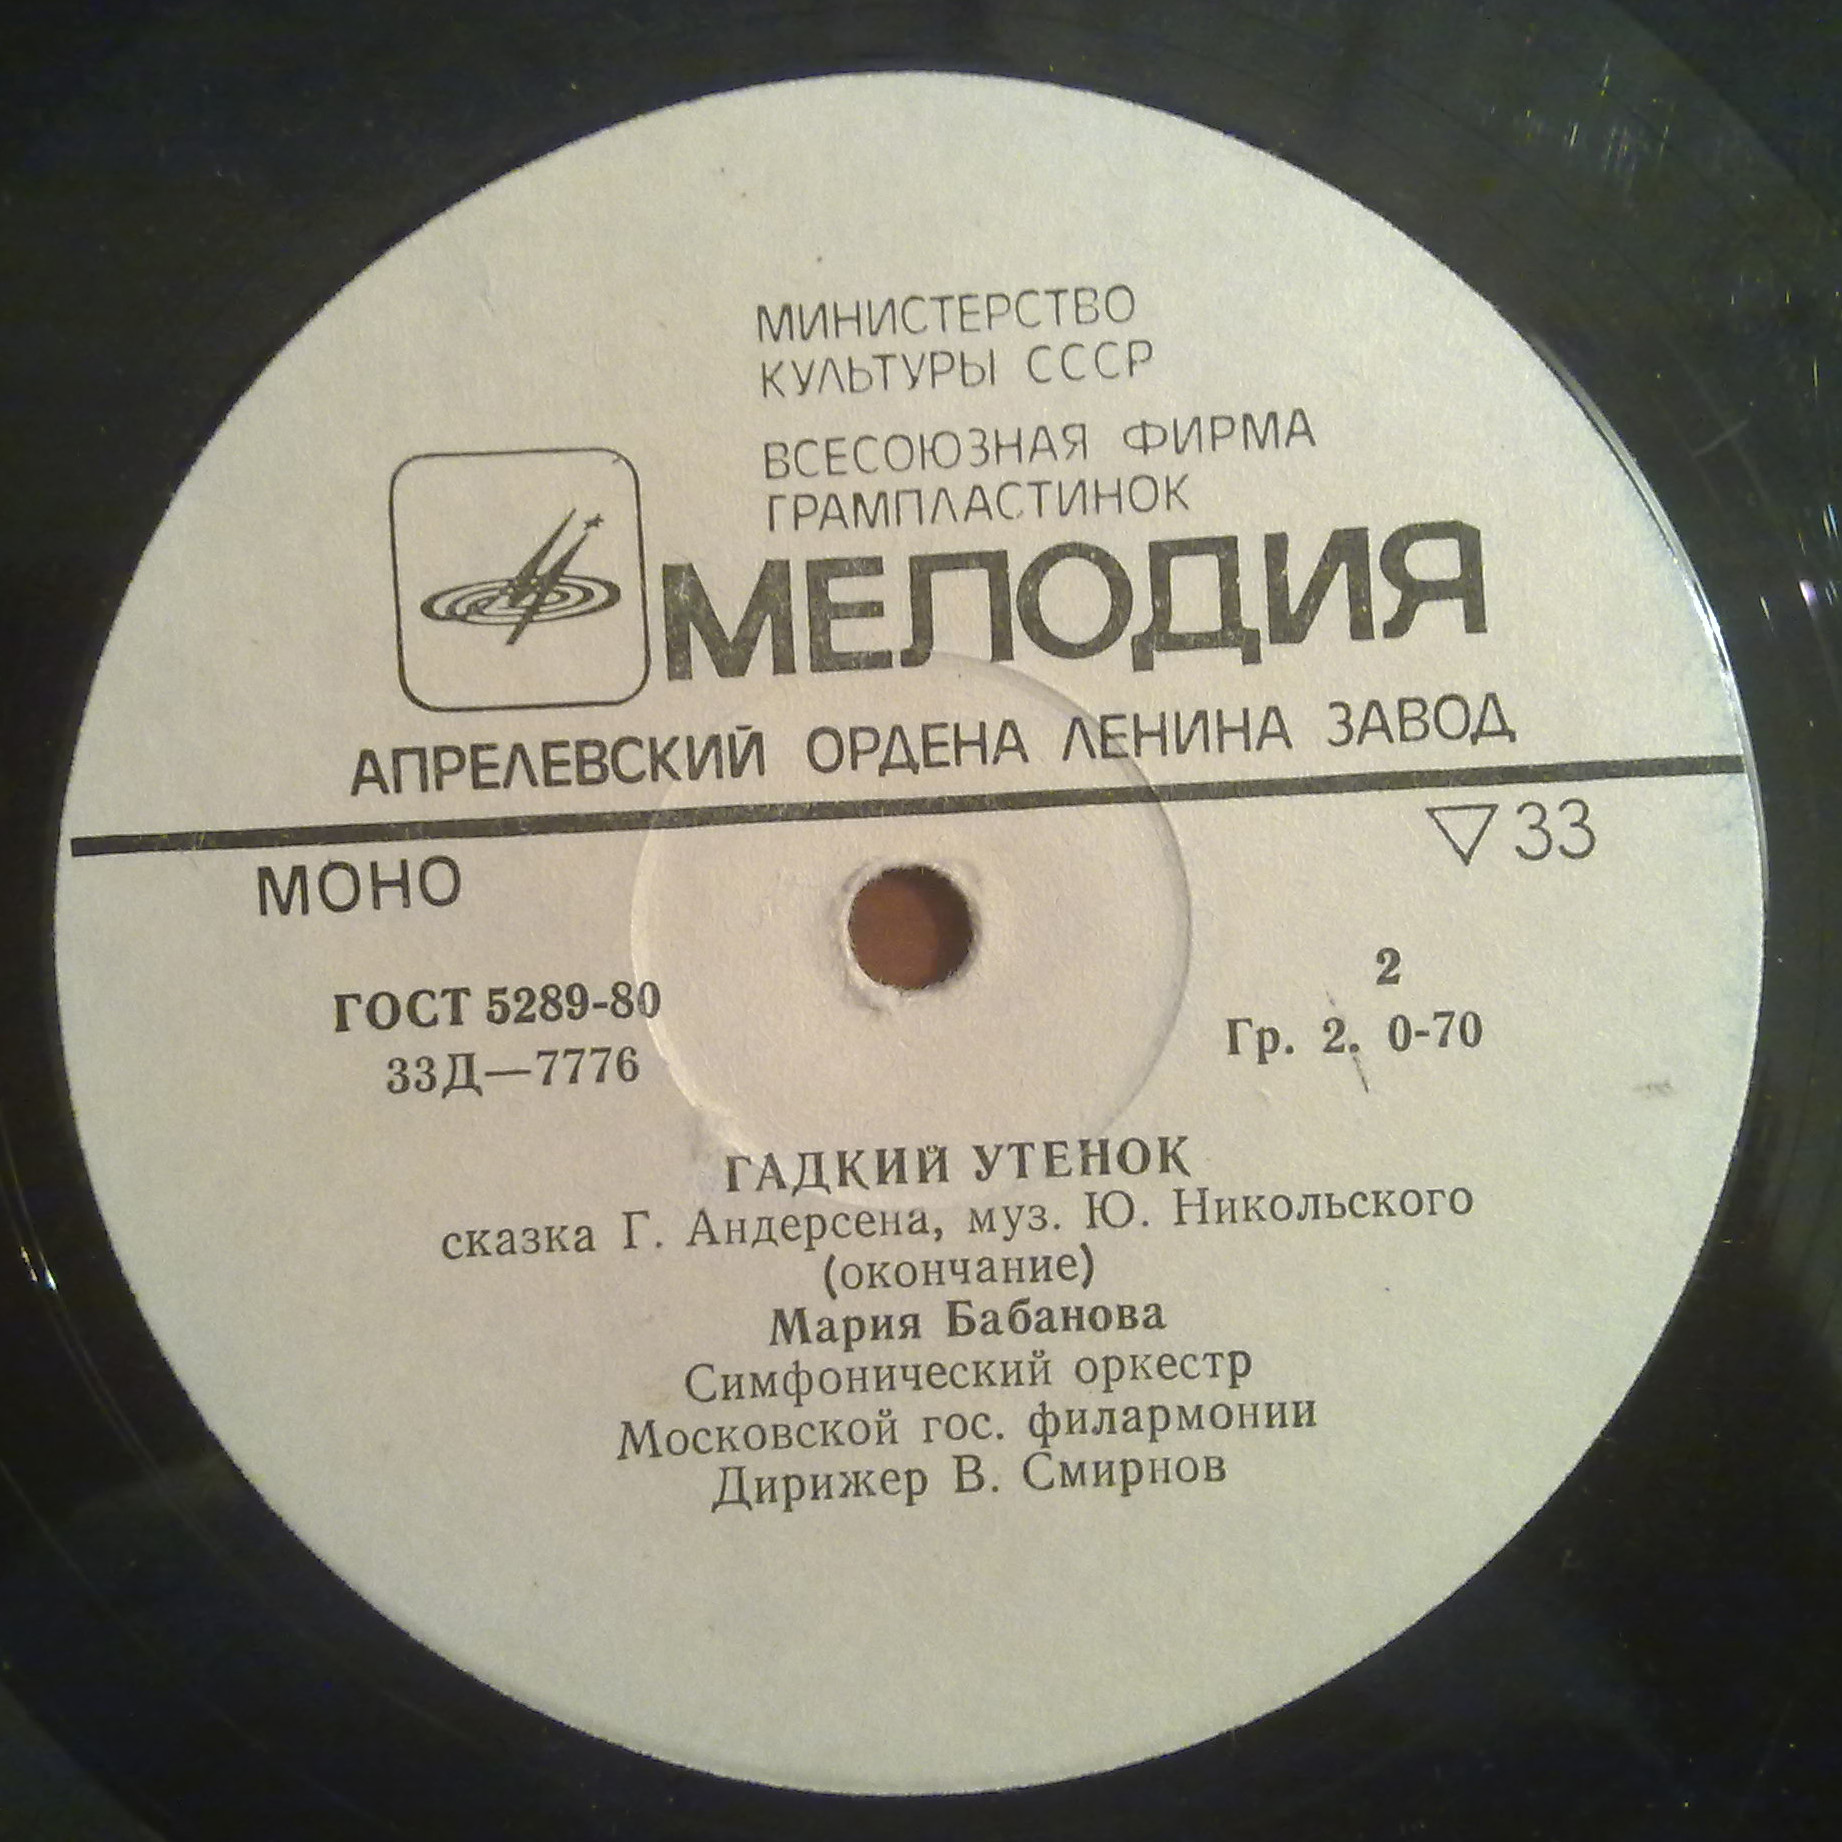 МИНИСТЕРСТВО
КУЛЬТУРЫ СССР
ВСЕСОЮЗНАЯ ФИРМА
ГРАМПЛАСТИНОК
МЕЛОДИЯ
АПРЕЛЕВСКИЙ ОРДЕНА ЛЕНИНА ЗАВОД
МОНО
33
ГОСТ 5289-80
2
33Д—7776
Гр. 2. 0-70
ГАДКИЙ УТЕНОК
сказка Г. Андерсена, муз. Ю. Никольского
(окончание)
Мария Бабанова
Симфонический оркестр
Московской гос. филармонии
Дирижер В. Смирнов